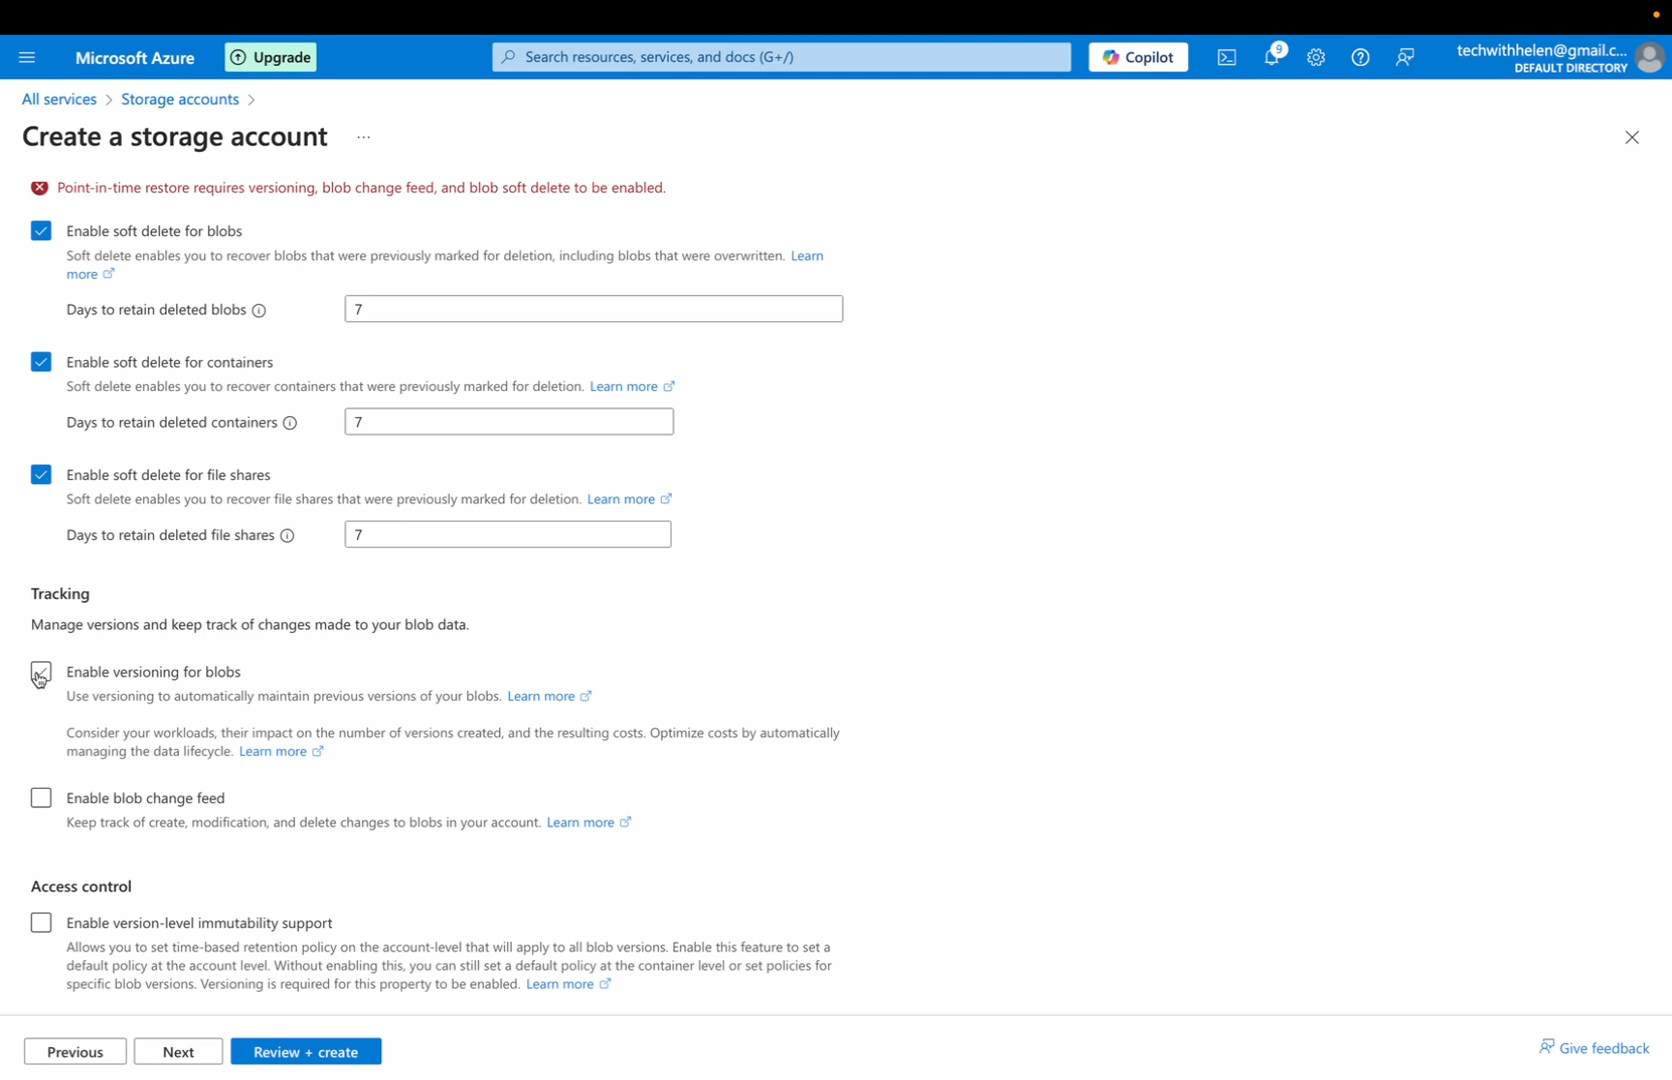 Microsoft Azure
Upgrade
Search resources, services, and docs (G+/)
Copilot
9
techwithhelen@gmail.c...
DEFAULT DIRECTORY
All services > Storage accounts >
Create a storage account ...
Point-in-time restore requires versioning, blob change feed, and blob soft delete to be enabled.
Enable soft delete for blobs
Soft delete enables you to recover blobs that were previously marked for deletion, including blobs that were overwritten. Learn
more
Days to retain deleted blobs 7
Enable soft delete for containers
Soft delete enables you to recover containers that were previously marked for deletion. Learn more
Days to retain deleted containers 7
Enable soft delete for file shares
Soft delete enables you to recover file shares that were previously marked for deletion. Learn more
Days to retain deleted file shares 7
Tracking
Manage versions and keep track of changes made to your blob data.
Enable versioning for blobs
Use versioning to automatically maintain previous versions of your blobs. Learn more
Consider your workloads, their impact on the number of versions created, and the resulting costs. Optimize costs by automatically
managing the data lifecycle. Learn more
Enable blob change feed
Keep track of create, modification, and delete changes to blobs in your account. Learn more
Access control
Enable version-level immutability support
Allows you to set time-based retention policy on the account-level that will apply to all blob versions. Enable this feature to set a
default policy at the account level. Without enabling this, you can still set a default policy at the container level or set policies for
specific blob versions. Versioning is required for this property to be enabled. Learn more
Previous
Next
Review + create
Give feedback